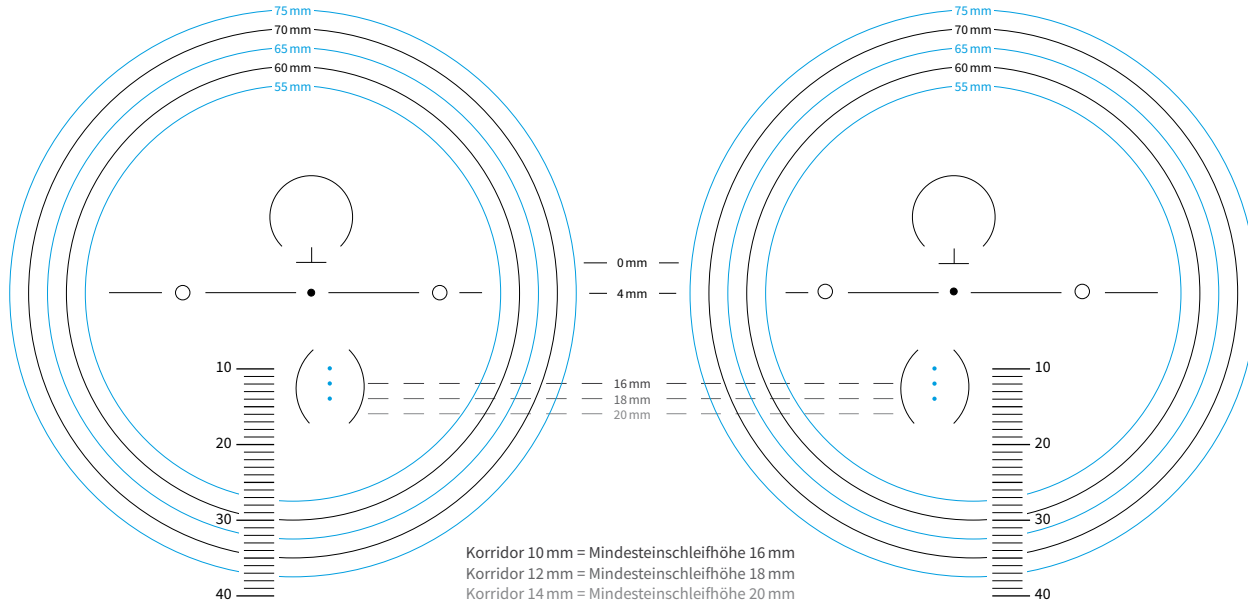 75 mm 75 mm
70 mm 70 mm
65 mm 65 mm
60 mm 60 mm
55 mm 55 mm
0 mm
4 mm
10 10
16 mm
18 mm
20 mm
20 20
30 30
Korridor 10 mm = Mindesteinschleifhöhe 16 mm
Korridor 12 mm = Mindesteinschleifhöhe 18 mm
Korridor 14 mm = Mindesteinschleifhöhe 20 mm
40 40